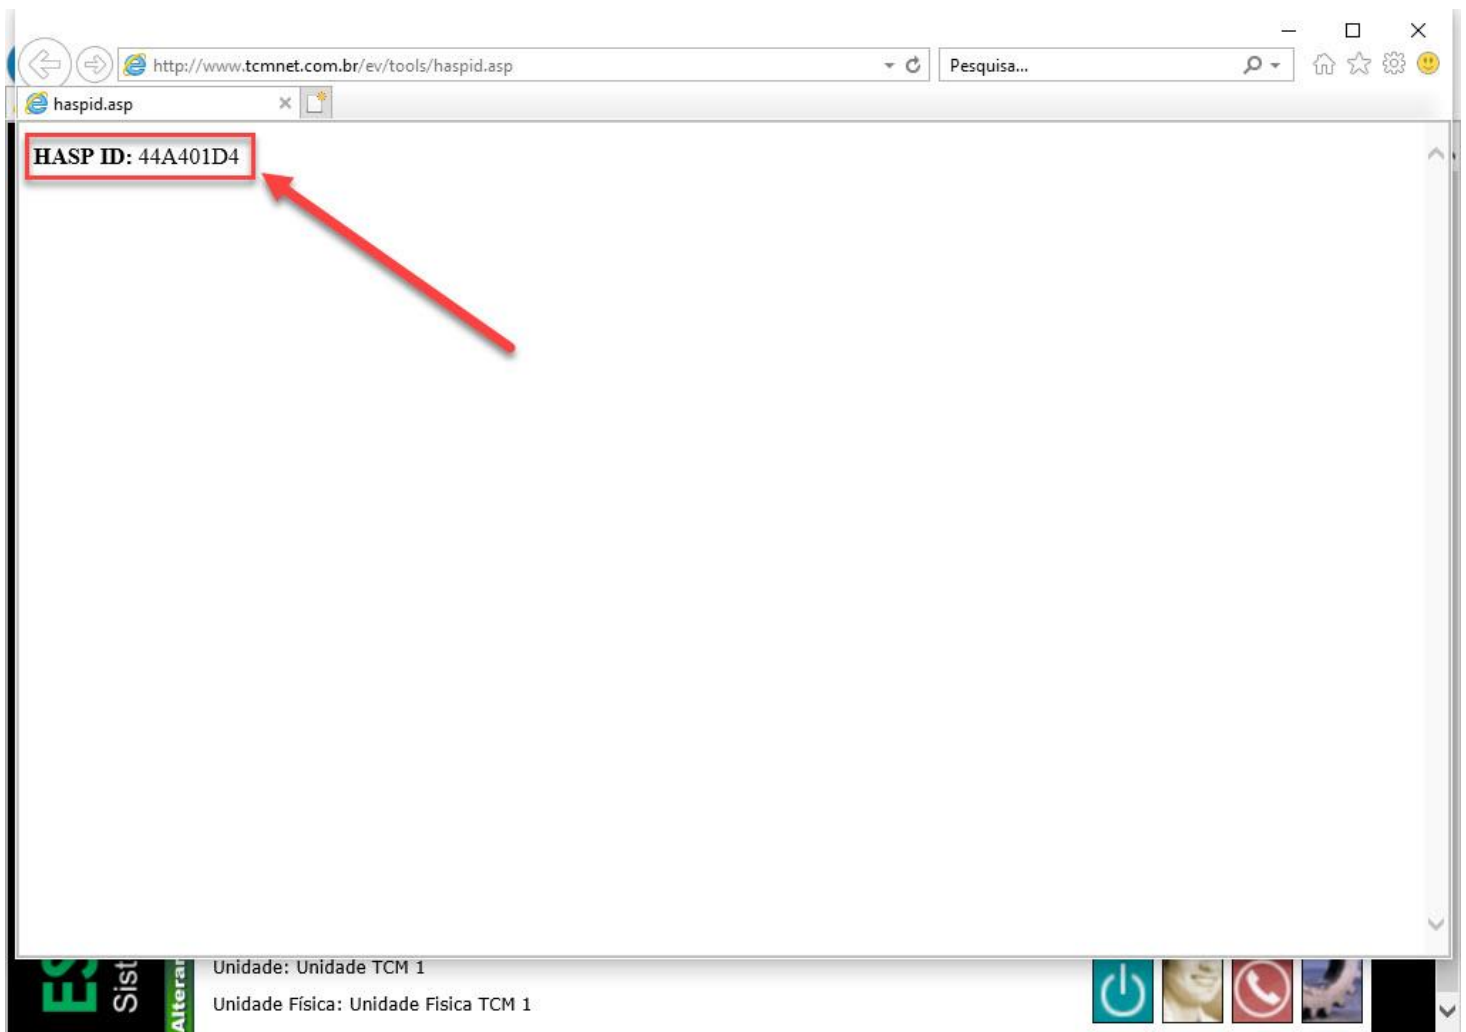 http://www.tcmnet.com.br/ev/tools/haspid.asp
Pesquisa...
haspid.asp
HASP ID: 44A401D4
ES
Sist
Alterar
Unidade: Unidade TCM 1
Unidade Física: Unidade Fisica TCM 1